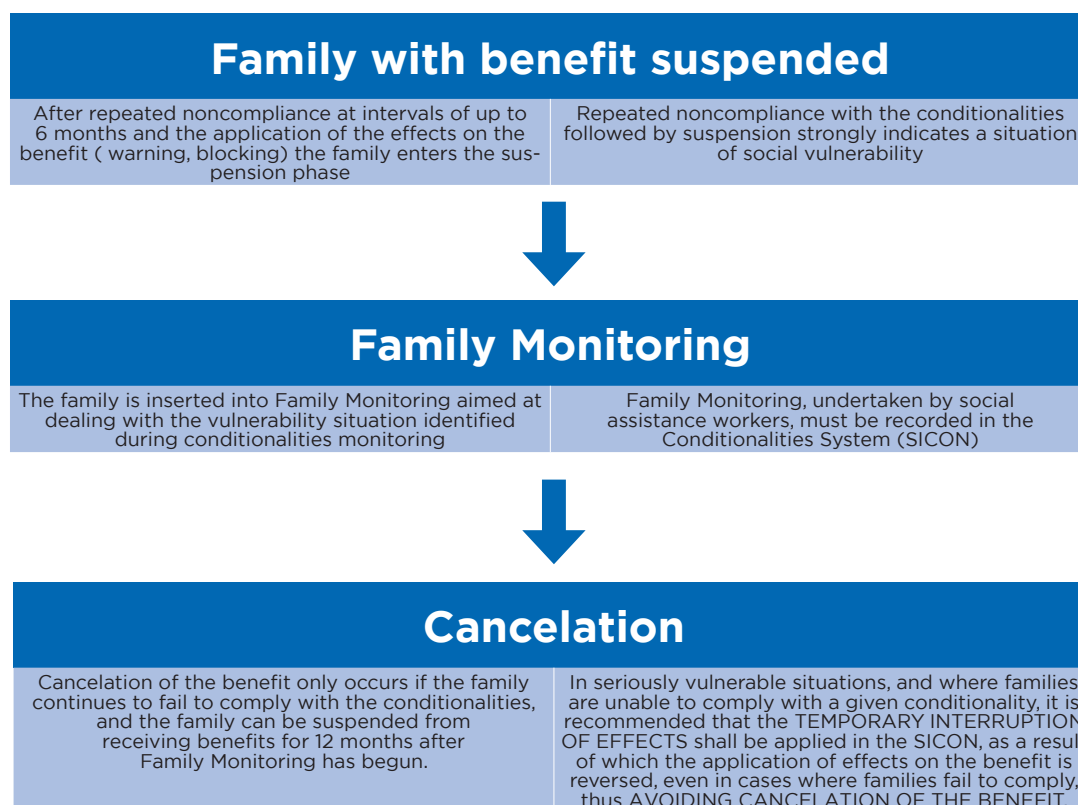 Family with benefit suspended
After repeated noncompliance at intervals of up to
6 months and the application of the effects on the
benefit ( warning, blocking) the family enters the sus-
pension phase
Repeated noncompliance with the conditionalities
followed by suspension strongly indicates a situation
of social vulnerability
Family Monitoring
The family is inserted into Family Monitoring aimed at
dealing with the vulnerability situation identified
during conditionalities monitoring
Family Monitoring, undertaken by social
assistance workers, must be recorded in the
Conditionalities System (SICON)
Cancelation
Cancelation of the benefit only occurs if the family
continues to fail to comply with the conditionalities,
and the family can be suspended from
receiving benefits for 12 months after
Family Monitoring has begun.
In seriously vulnerable situations, and where families
are unable to comply with a given conditionality, it is
recommended that the TEMPORARY INTERRUPTION
OF EFFECTS shall be applied in the SICON, as a result
of which the application of effects on the benefit is
reversed, even in cases where families fail to comply,
thus AVOIDING CANCELATION OF THE BENEFIT